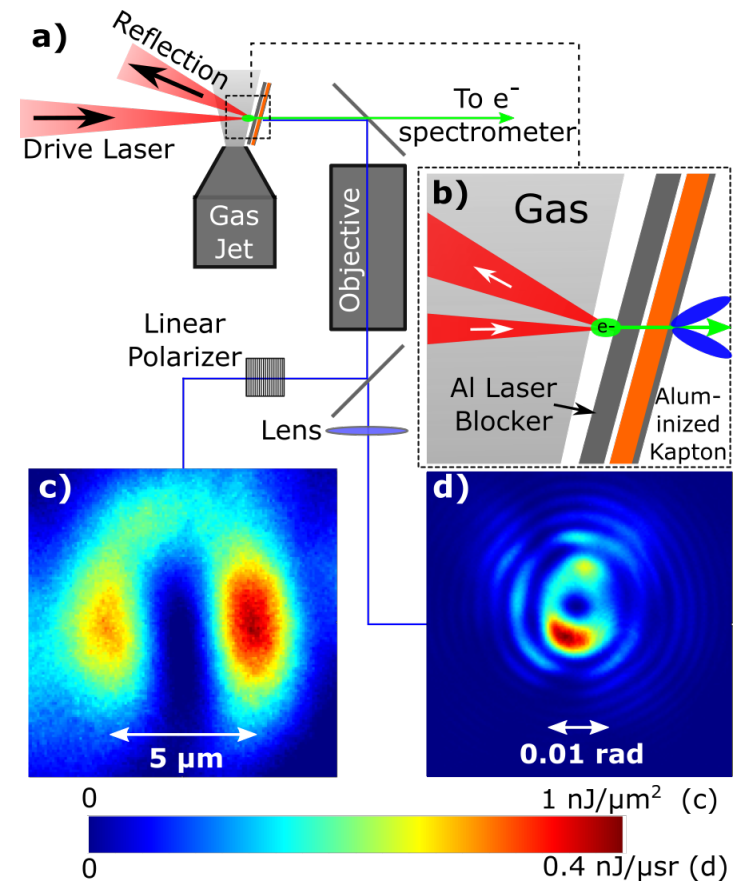 a)
Reflection
Drive Laser
To e⁻
spectrometer
Gas
Jet
Objective
b)
Gas
e-
Al Laser
Blocker
Alum-
inized
Kapton
Linear
Polarizer
Lens
c)
5 µm
d)
0.01 rad
0 1 nJ/µm² (c)
0 0.4 nJ/µsr (d)